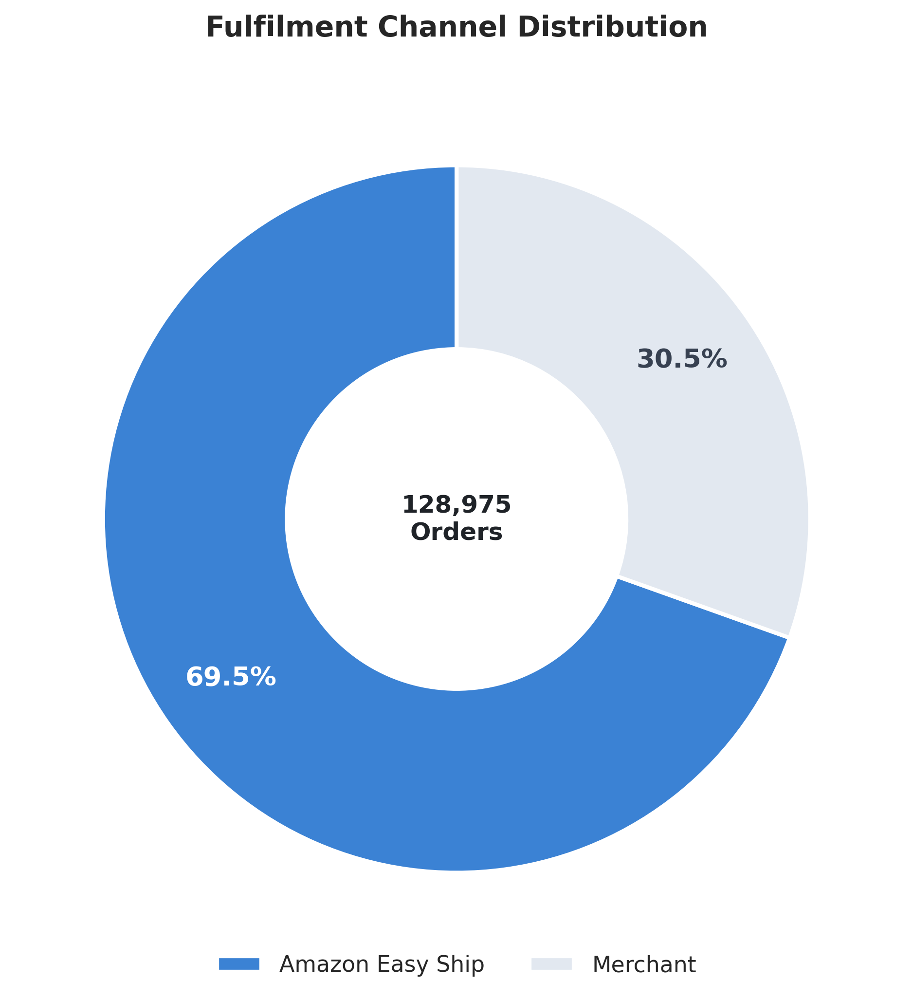 Fulfilment Channel Distribution
30.5%
128,975
Orders
69.5%
Amazon Easy Ship
Merchant